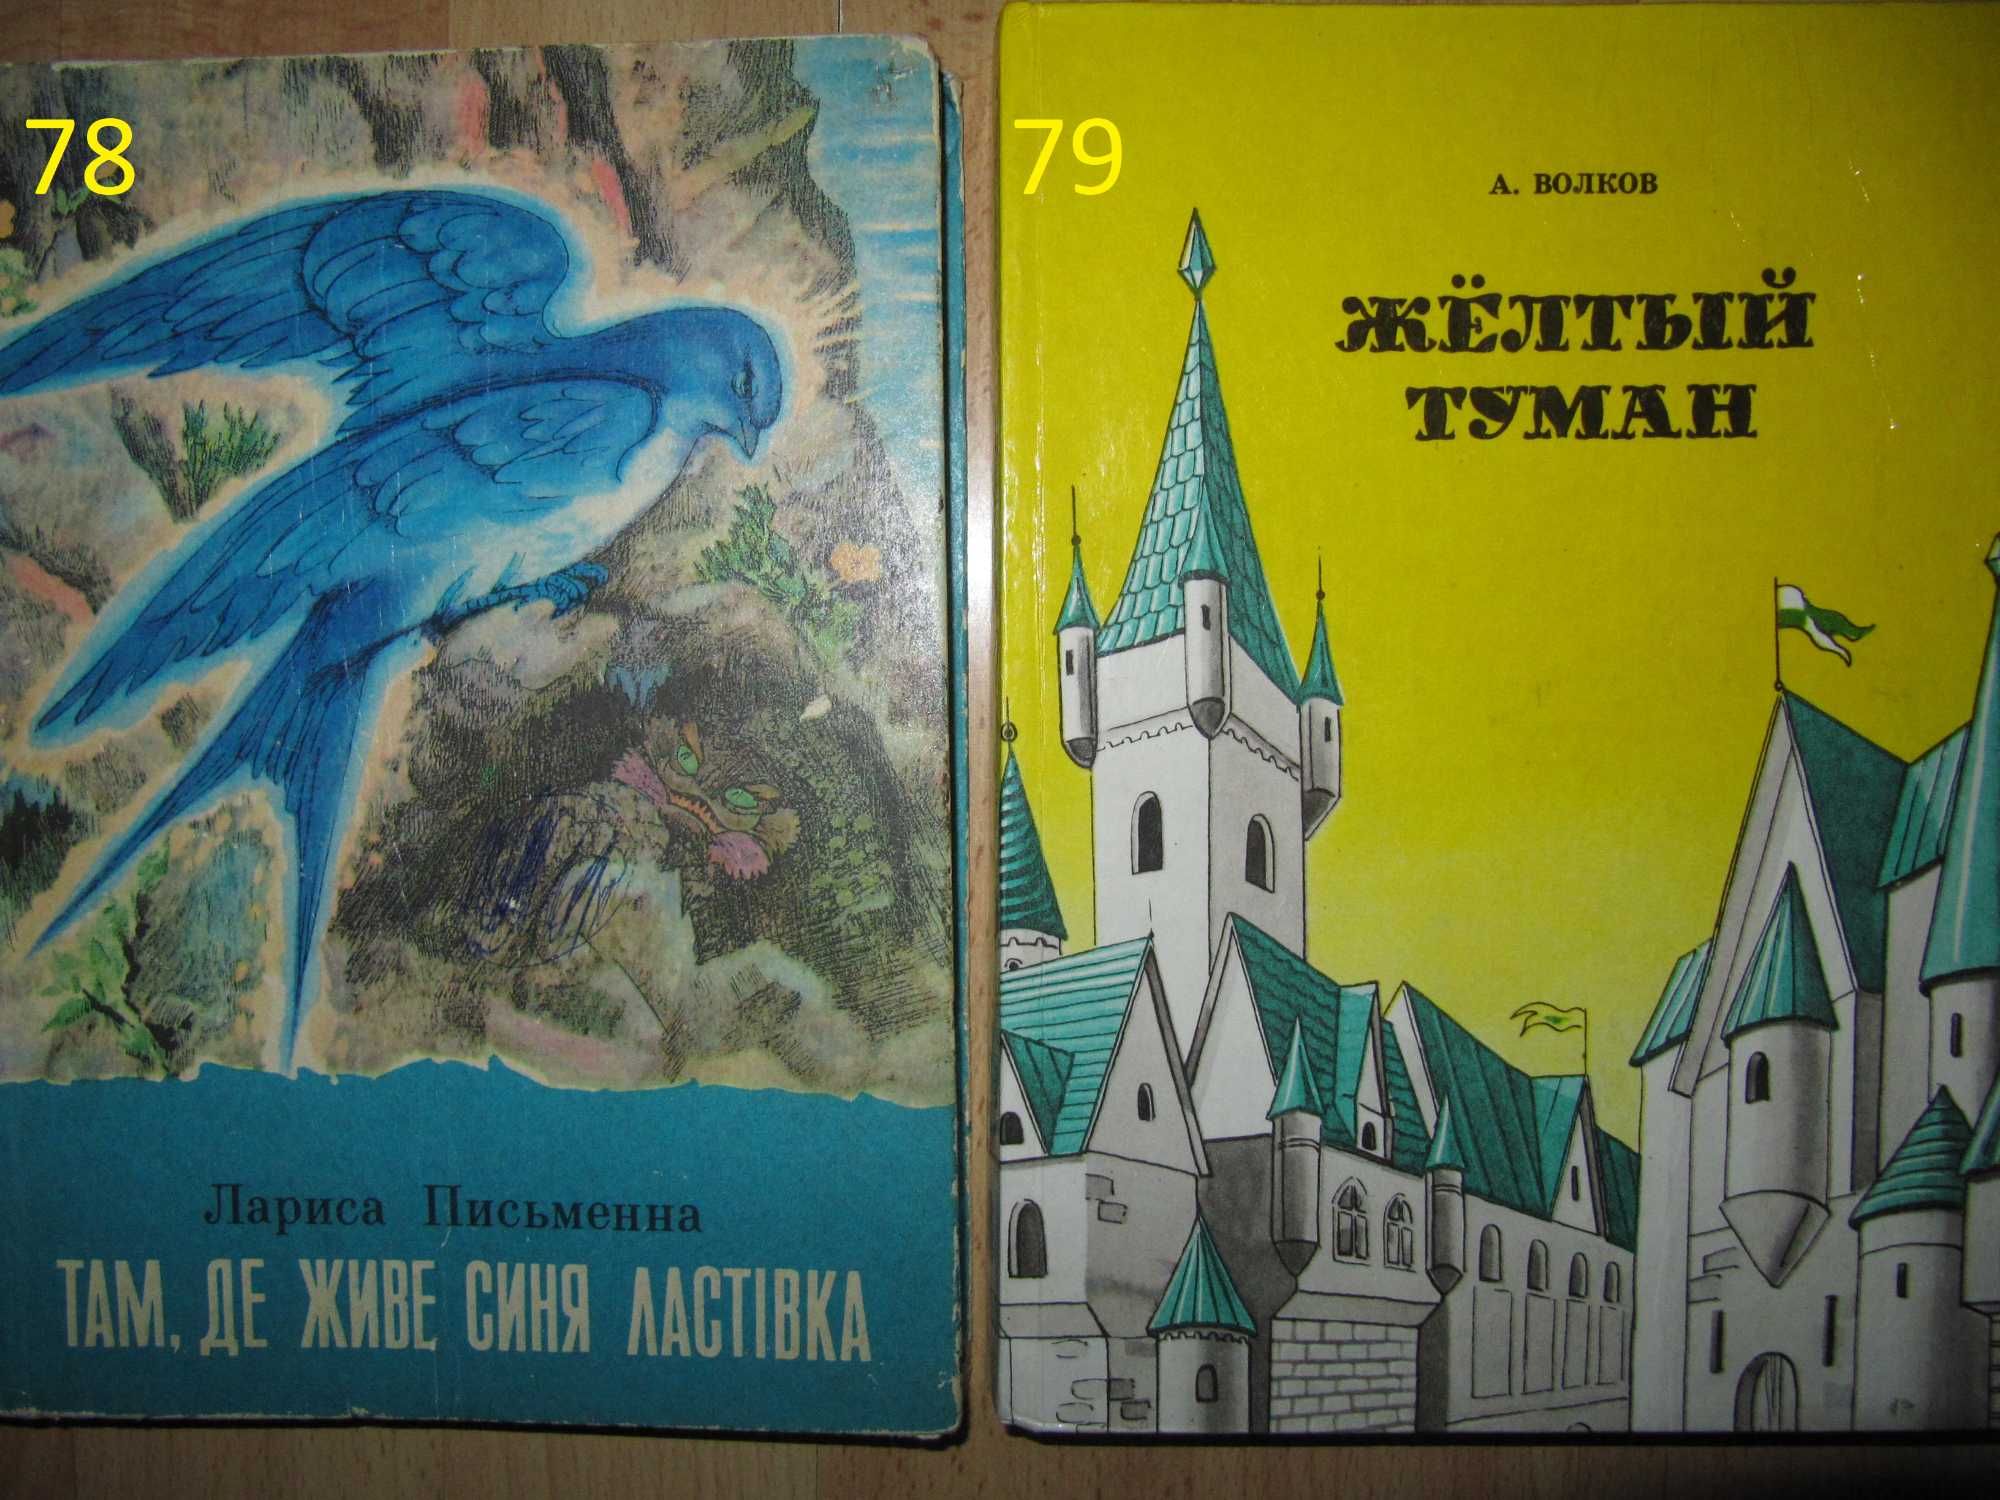 78
Лариса Письменна
ТАМ, ДЕ ЖИВЕ СИНЯ ЛАСТІВКА
79
А. ВОЛКОВ
ЖЁЛТЫЙ
ТУМАН